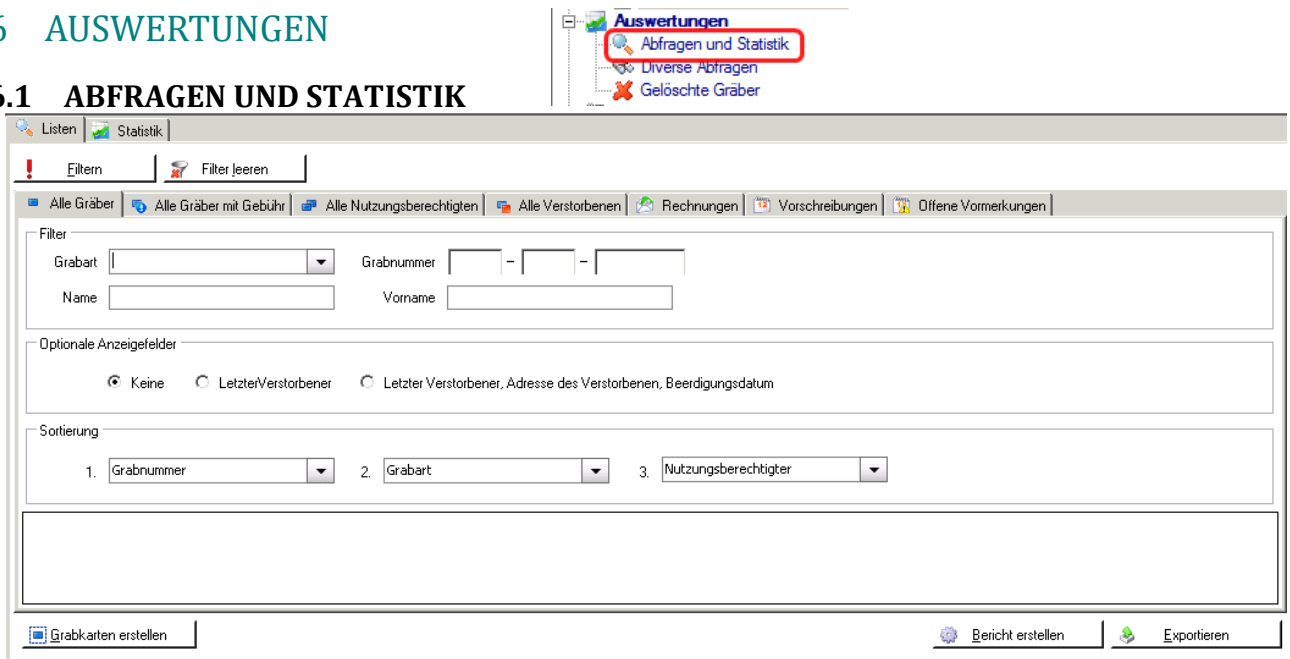 6 AUSWERTUNGEN
Auswertungen
Abfragen und Statistik
Diverse Abfragen
Gelöschte Gräber
6.1 ABFRAGEN UND STATISTIK
Listen Statistik
Filtern Filter leeren
Alle Gräber Alle Gräber mit Gebühr Alle Nutzungsberechtigten Alle Verstorbenen Rechnungen Vorschreibungen Offene Vormerkungen
Filter
Grabart Grabnummer - -
Name Vorname
Optionale Anzeigefelder
Keine LetzterVerstorbener Letzter Verstorbener, Adresse des Verstorbenen, Beerdigungsdatum
Sortierung
1. Grabnummer 2. Grabart 3. Nutzungsberechtigter
Grabkarten erstellen Bericht erstellen Exportieren